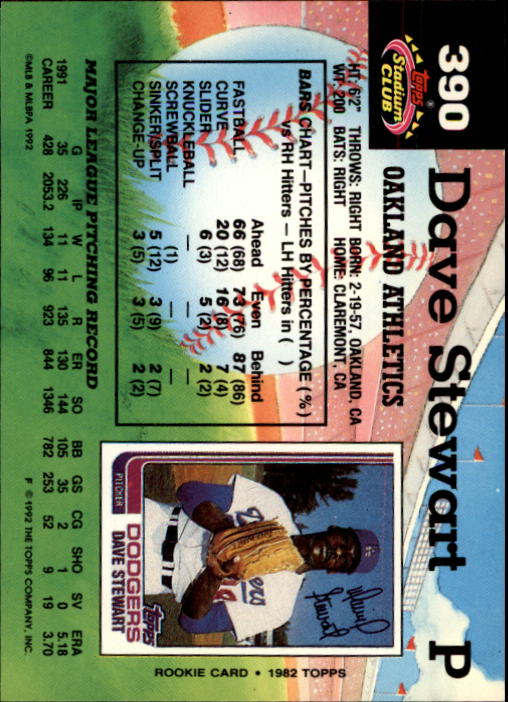 390
Dave Stewart P
Topps®
Stadium
CLUB
OAKLAND ATHLETICS
HT: 6'2" THROWS: RIGHT BORN: 2-19-57, OAKLAND, CA
WT: 200 BATS: RIGHT HOME: CLAREMONT, CA
BARS CHART—PITCHES BY PERCENTAGE (%)
vs RH Hitters — LH Hitters in ( )
Ahead Even Behind
FASTBALL 66 (68) 73 (76) 87 (86)
CURVE 20 (12) 16 (8) 7 (4)
SLIDER 6 (3) 5 (2) 2 (2)
KNUCKLEBALL — — —
SCREWBALL (1) — —
SINKER/SPLIT 5 (12) 3 (9) 2 (7)
CHANGE-UP 3 (5) 3 (5) 2 (2)
PITCHER
DODGERS
DAVE STEWART
Topps
Dodgers
David Stewart
ROOKIE CARD • 1982 TOPPS
MAJOR LEAGUE PITCHING RECORD
G IP W L R ER SO BB GS CG SHO SV ERA
1991 35 226 11 11 135 130 144 105 35 2 1 0 5.18
CAREER 428 2053.2 134 96 923 844 1346 782 253 52 9 19 3.70
©MLB & MLBPA 1992 F © 1992 THE TOPPS COMPANY, INC.